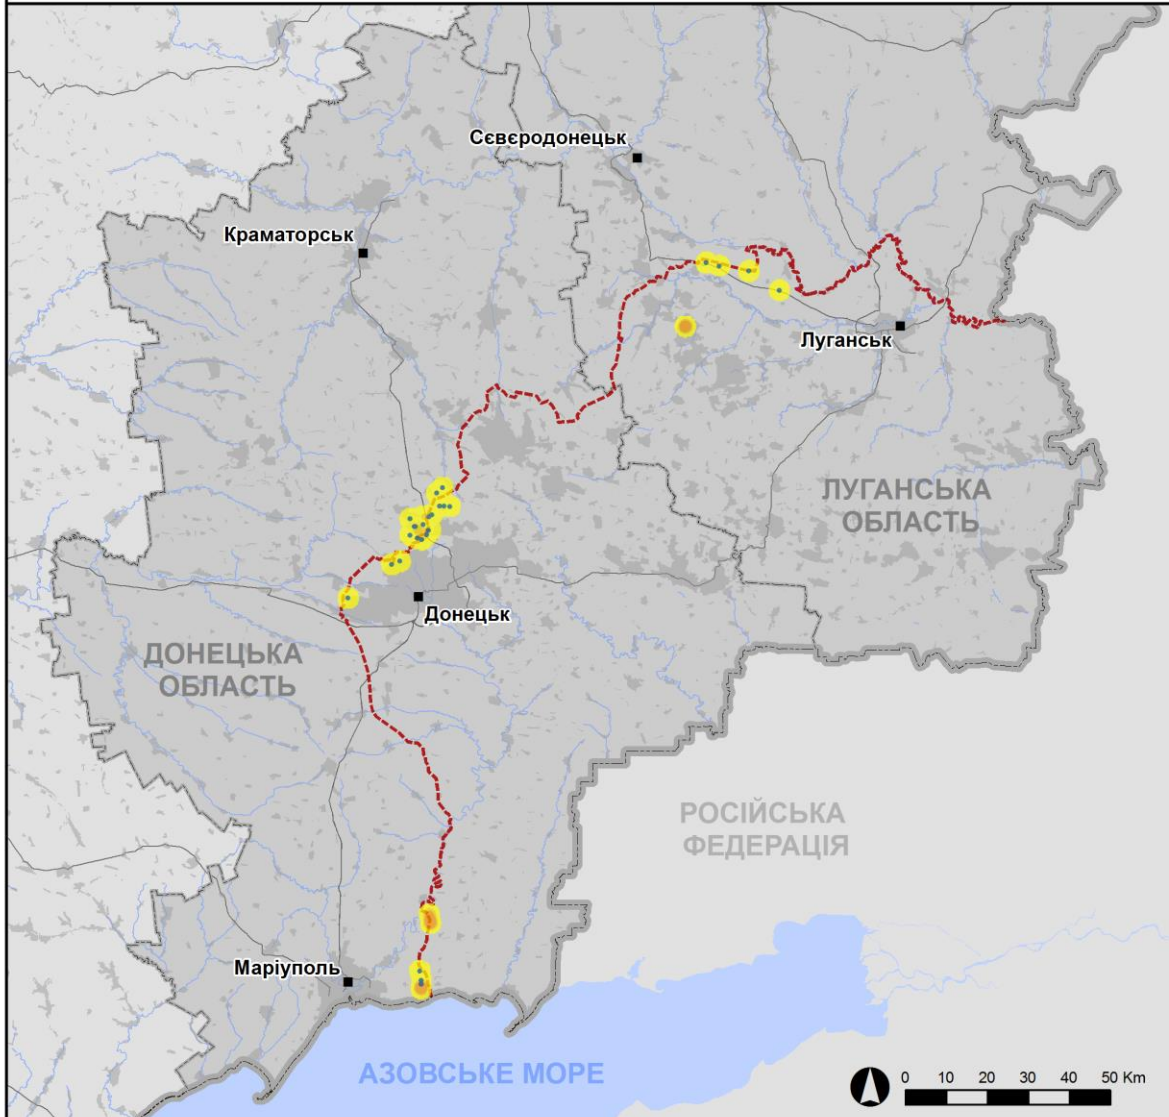 Сєвєродонецьк
Краматорськ
Луганськ
ЛУГАНСЬКА
ОБЛАСТЬ
Донецьк
ДОНЕЦЬКА
ОБЛАСТЬ
РОСІЙСЬКА
ФЕДЕРАЦІЯ
Маріуполь
АЗОВСЬКЕ МОРЕ
0 10 20 30 40 50 Km